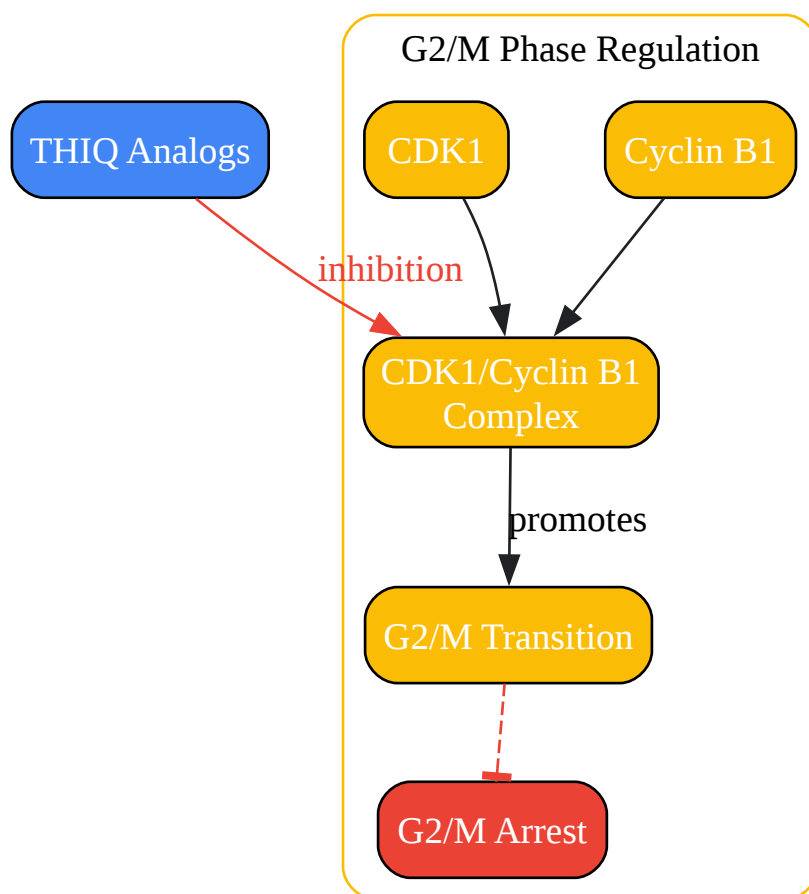 G2/M Phase Regulation
THIQ Analogs
CDK1
Cyclin B1
inhibition
CDK1/Cyclin B1
Complex
promotes
G2/M Transition
G2/M Arrest